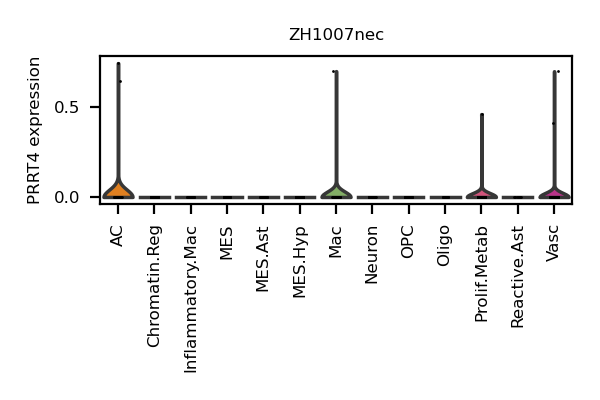 ZH1007nec
PRRT4 expression
0.5
0.0
AC
Chromatin.Reg
Inflammatory.Mac
MES
MES.Ast
MES.Hyp
Mac
Neuron
OPC
Oligo
Prolif.Metab
Reactive.Ast
Vasc